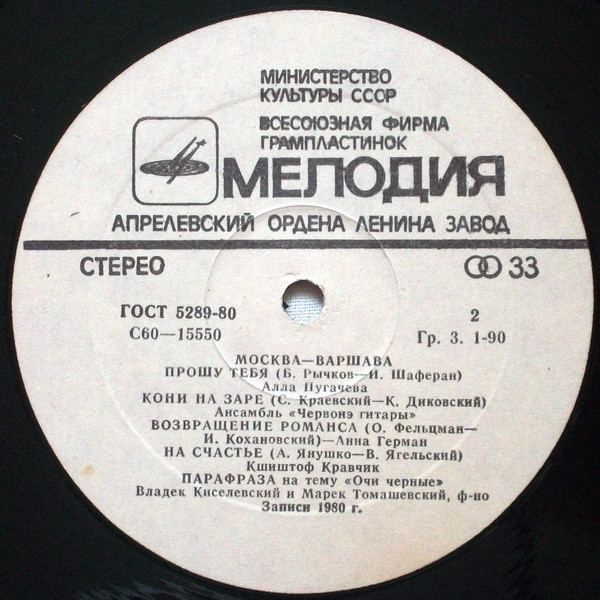 МИНИСТЕРСТВО
КУЛЬТУРЫ СССР
ВСЕСОЮЗНАЯ ФИРМА
ГРАМПЛАСТИНОК
МЕЛОДИЯ
АПРЕЛЕВСКИЙ ОРДЕНА ЛЕНИНА ЗАВОД
СТЕРЕО 33
ГОСТ 5289-80 2
С60—15550 Гр. 3. 1-90
МОСКВА—ВАРШАВА
ПРОШУ ТЕБЯ (Б. Рычков—И. Шаферан)
Алла Пугачева
КОНИ НА ЗАРЕ (С. Краевский—К. Диковский)
Ансамбль «Червонэ гитары»
ВОЗВРАЩЕНИЕ РОМАНСА (О. Фельцман—
И. Кохановский)—Анна Герман
НА СЧАСТЬЕ (А. Янушко—В. Ягельский)
Кшиштоф Кравчик
ПАРАФРАЗА на тему «Очи черные»
Владек Киселевский и Марек Томашевский, ф-но
Записи 1980 г.